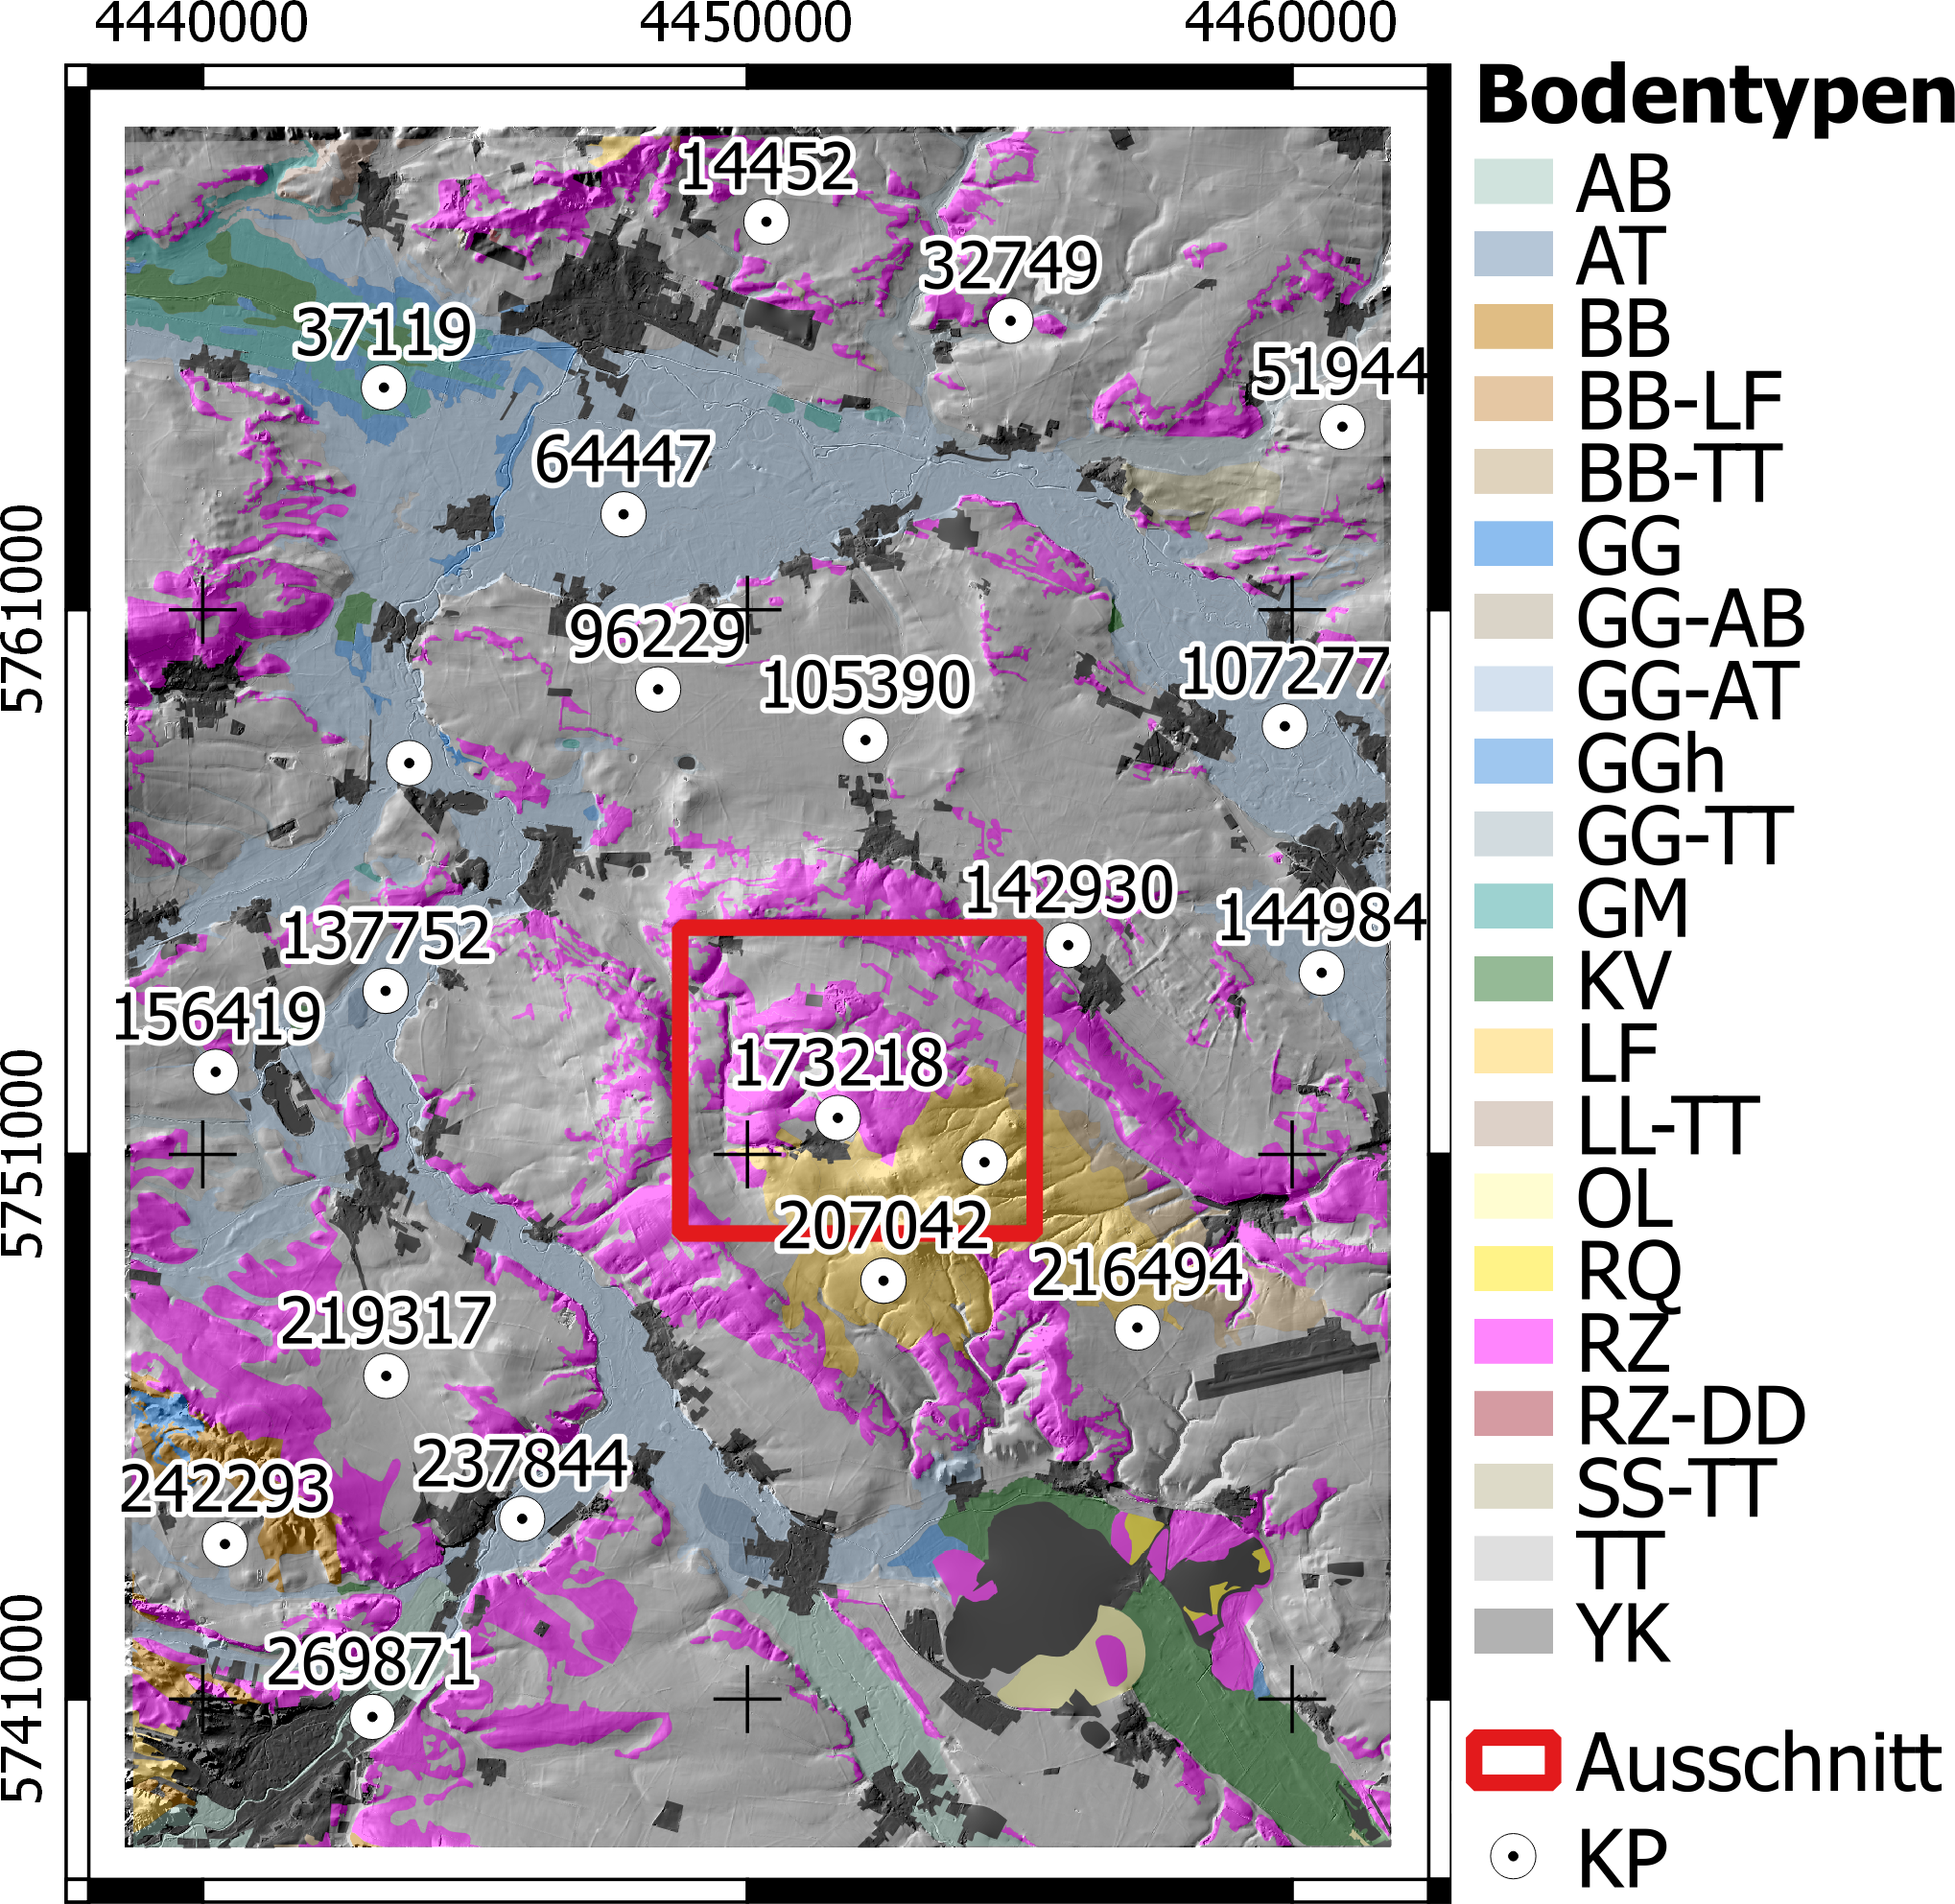 4440000
4450000
4460000
5761000
5751000
5741000
14452
32749
37119
51944
64447
96229
105390
107277
142930
144984
137752
156419
173218
207042
216494
219317
237844
242293
269871
Bodentypen
AB
AT
BB
BB-LF
BB-TT
GG
GG-AB
GG-AT
GGh
GG-TT
GM
KV
LF
LL-TT
OL
RQ
RZ
RZ-DD
SS-TT
TT
YK
Ausschnitt
KP